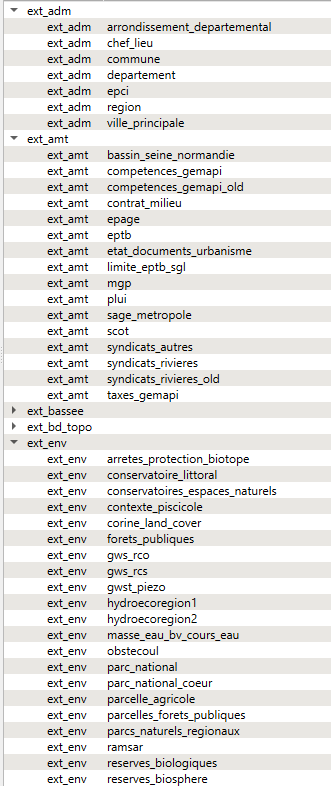 ext_adm
ext_adm arrondissement_departemental
ext_adm chef_lieu
ext_adm commune
ext_adm departement
ext_adm epci
ext_adm region
ext_adm ville_principale
ext_amt
ext_amt bassin_seine_normandie
ext_amt competences_gemapi
ext_amt competences_gemapi_old
ext_amt contrat_milieu
ext_amt epage
ext_amt eptb
ext_amt etat_documents_urbanisme
ext_amt limite_eptb_sgl
ext_amt mgp
ext_amt plui
ext_amt sage_metropole
ext_amt scot
ext_amt syndicats_autres
ext_amt syndicats_rivieres
ext_amt syndicats_rivieres_old
ext_amt taxes_gemapi
ext_bassee
ext_bd_topo
ext_env
ext_env arretes_protection_biotope
ext_env conservatoire_littoral
ext_env conservatoires_espaces_naturels
ext_env contexte_piscicole
ext_env corine_land_cover
ext_env forets_publiques
ext_env gws_rco
ext_env gws_rcs
ext_env gwst_piezo
ext_env hydroecoregion1
ext_env hydroecoregion2
ext_env masse_eau_bv_cours_eau
ext_env obstecoul
ext_env parc_national
ext_env parc_national_coeur
ext_env parcelle_agricole
ext_env parcelles_forets_publiques
ext_env parcs_naturels_regionaux
ext_env ramsar
ext_env reserves_biologiques
ext_env reserves_biosphere